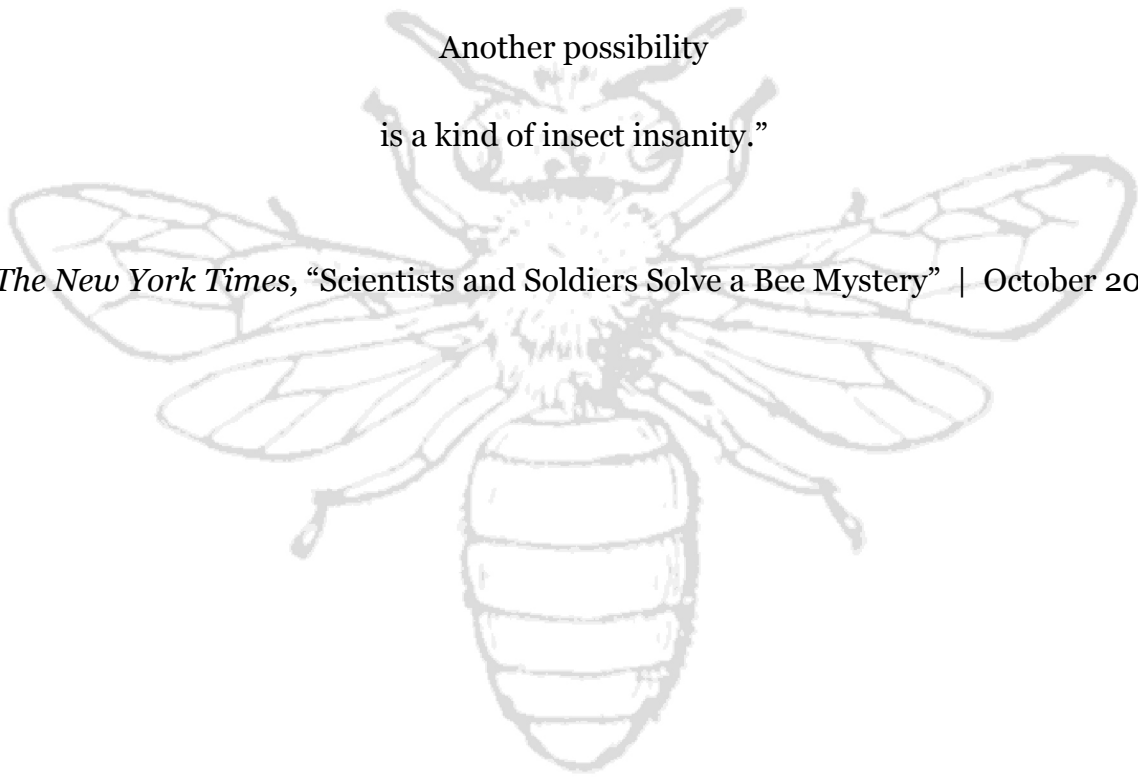 Another possibility
is a kind of insect insanity.”
The New York Times, “Scientists and Soldiers Solve a Bee Mystery” | October 20